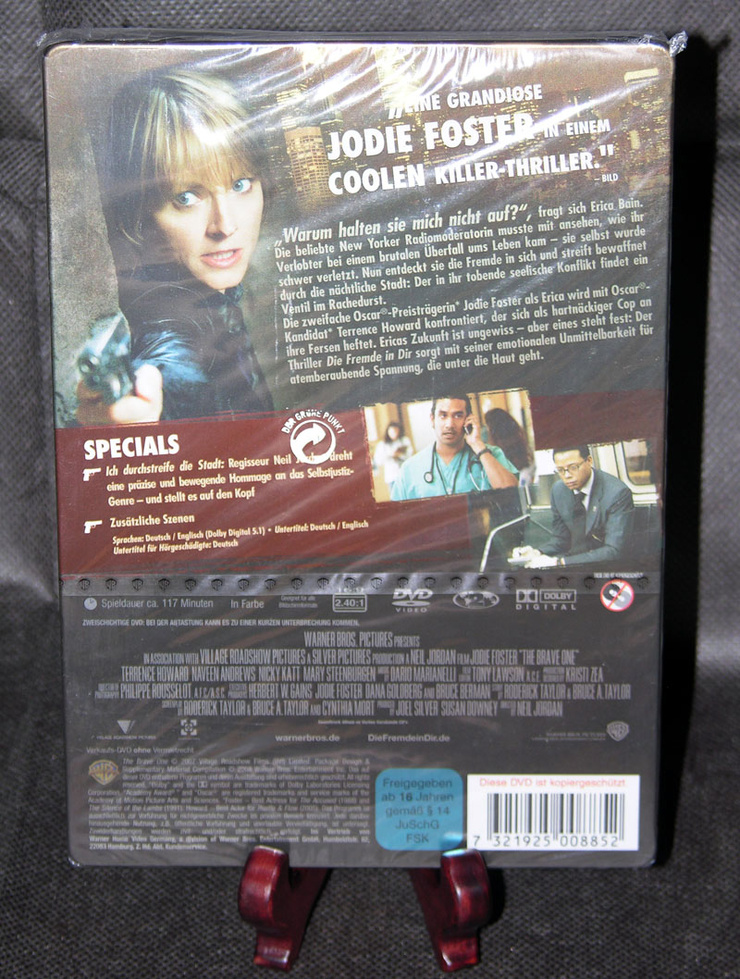 „EINE GRANDIOSE
JODIE FOSTER IN EINEM
COOLEN KILLER-THRILLER."
– BILD
„Warum halten sie mich nicht auf?“, fragt sich Erica Bain.
Die beliebte New Yorker Radiomoderatorin musste mit ansehen, wie ihr
Verlobter bei einem brutalen Überfall ums Leben kam – sie selbst wurde
schwer verletzt. Nun entdeckt sie die Fremde in sich und streift bewaffnet
durch die nächtliche Stadt: Der in ihr tobende seelische Konflikt findet ein
Ventil im Rachedurst.
Die zweifache Oscar®-Preisträgerin* Jodie Foster als Erica wird mit Oscar®-
Kandidat* Terrence Howard konfrontiert, der sich als hartnäckiger Cop an
ihre Fersen heftet. Ericas Zukunft ist ungewiss – aber eines steht fest: Der
Thriller Die Fremde in Dir sorgt mit seiner emotionalen Unmittelbarkeit für
atemberaubende Spannung, die unter die Haut geht.
DER GRÜNE PUNKT
SPECIALS
Ich durchstreife die Stadt: Regisseur Neil dreht
eine präzise und bewegende Hommage an das Selbstjustiz-
Genre – und stellt es auf den Kopf
Zusätzliche Szenen
Sprachen: Deutsch / Englisch (Dolby Digital 5.1) • Untertitel: Deutsch / Englisch
Untertitel für Hörgeschädigte: Deutsch
Spieldauer ca. 117 Minuten In Farbe 2.40:1 DVD VIDEO DOLBY DIGITAL
ZWEISCHICHTIGE DVD: BEI DER ABTASTUNG KANN ES ZU EINER KURZEN UNTERBRECHUNG KOMMEN.
WARNER BROS. PICTURES PRESENTS
IN ASSOCIATION WITH VILLAGE ROADSHOW PICTURES A SILVER PICTURES PRODUCTION A NEIL JORDAN FILM JODIE FOSTER "THE BRAVE ONE"
TERRENCE HOWARD NAVEEN ANDREWS NICKY KATT MARY STEENBURGEN DARIO MARIANELLI TONY LAWSON KRISTI ZEA
PHILIPPE ROUSSELOT HERBERT W. GAINS JODIE FOSTER DANA GOLDBERG AND BRUCE BERMAN RODERICK TAYLOR & BRUCE A. TAYLOR
RODERICK TAYLOR & BRUCE A. TAYLOR AND CYNTHIA MORT JOEL SILVER SUSAN DOWNEY NEIL JORDAN
warnerbros.de DieFremdeinDir.de
Verkaufs-DVD ohne Vermietrecht
Freigegeben
ab 16 Jahren
gemäß § 14
JuSchG
FSK
Diese DVD ist kopiergeschützt
7 321925 008852